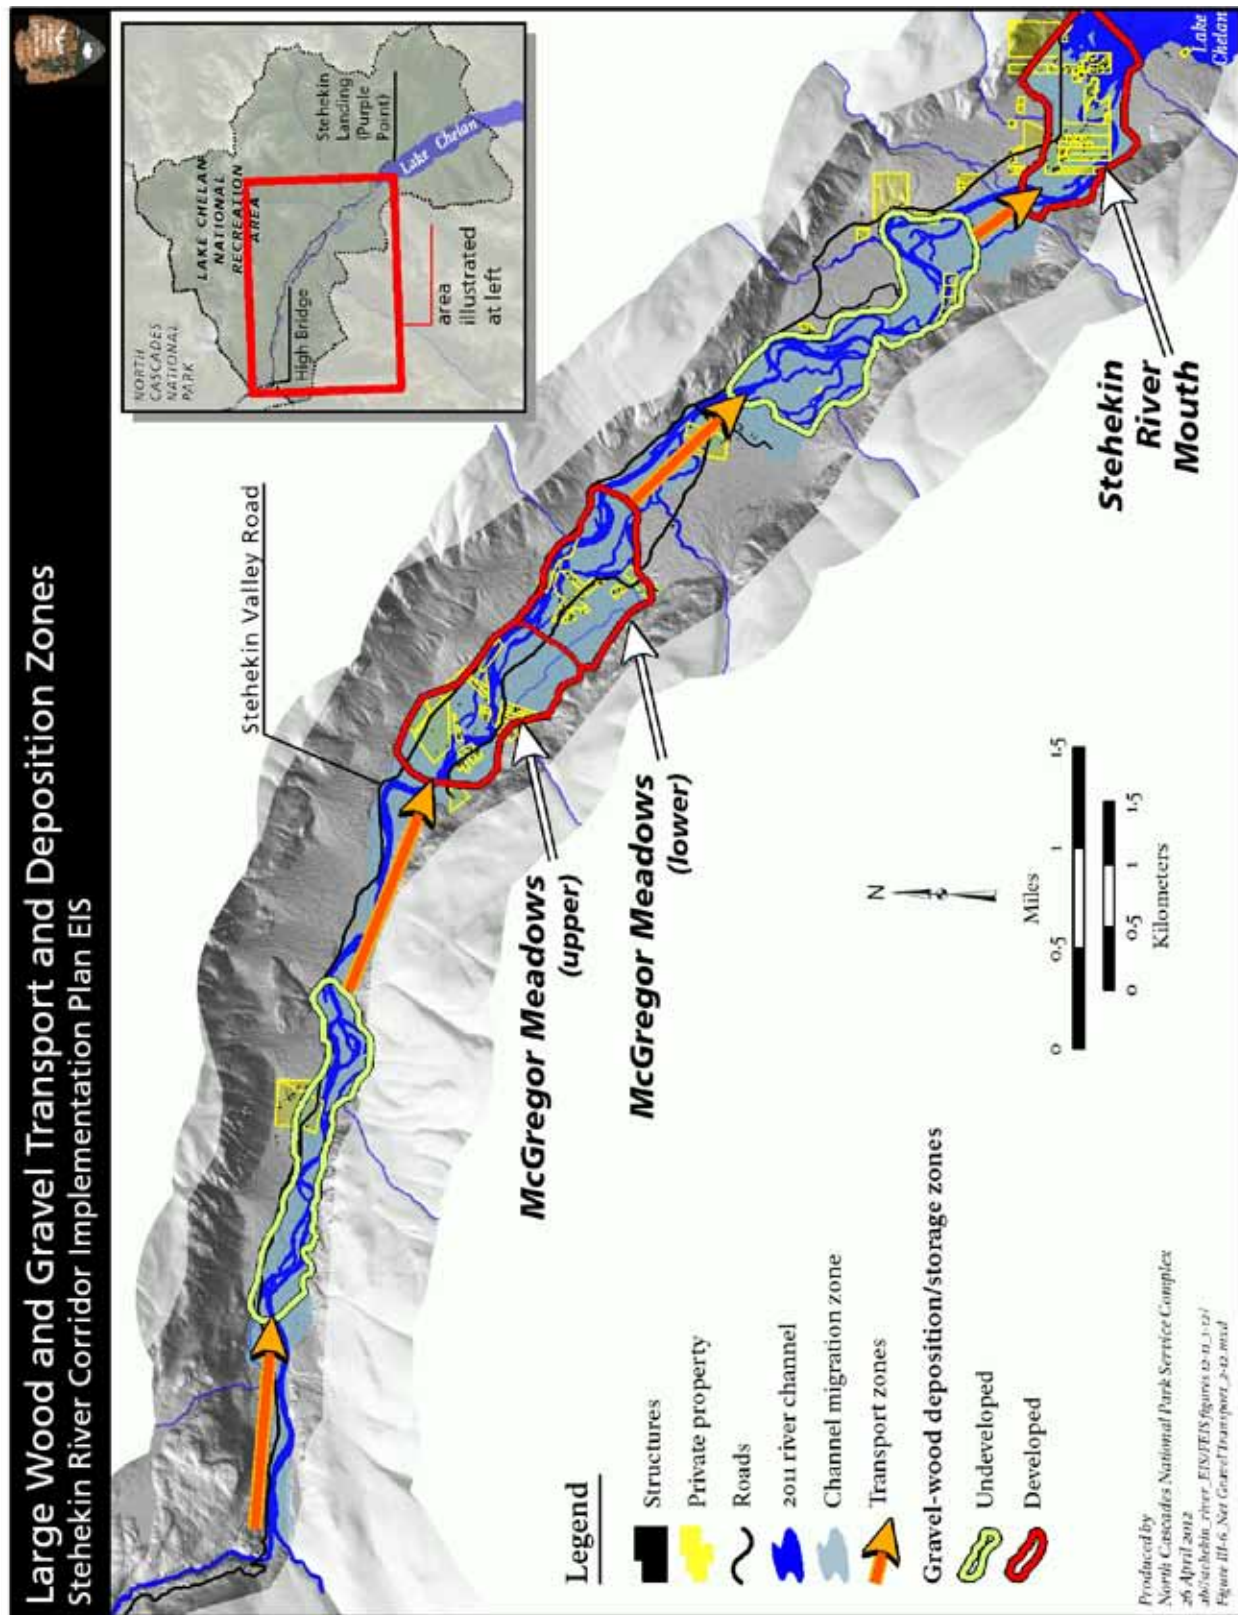 Large Wood and Gravel Transport and Deposition Zones
Stehekin River Corridor Implementation Plan EIS
NORTH
CASCADES
NATIONAL
PARK
LAKE CHELAN
NATIONAL
RECREATION
AREA
High Bridge
Stehekin
Landing
(Purple
Point)
Lake Chelan
area
illustrated
at left
Stehekin Valley Road
McGregor Meadows
(upper)
McGregor Meadows
(lower)
Stehekin
River
Mouth
Lake
Chelan
N
Miles
0 0.5 1 1.5
0 0.5 1 1.5
Kilometers
Legend
Structures
Private property
Roads
2011 river channel
Channel migration zone
Transport zones
Gravel-wood deposition/storage zones
Undeveloped
Developed
Produced by
North Cascades National Park Service Complex
26 April 2012